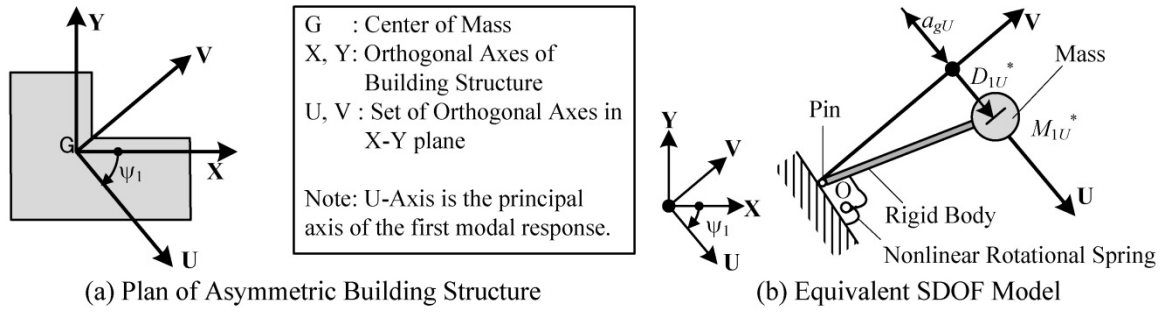 Y
V
G
X
ψ1
U
G : Center of Mass
X, Y: Orthogonal Axes of
Building Structure
U, V : Set of Orthogonal Axes in
X-Y plane
Note: U-Axis is the principal
axis of the first modal response.
(a) Plan of Asymmetric Building Structure
Y
V
X
ψ1
U
agU
V
Mass
D1U*
Pin
M1U*
O
U
Rigid Body
Nonlinear Rotational Spring
(b) Equivalent SDOF Model